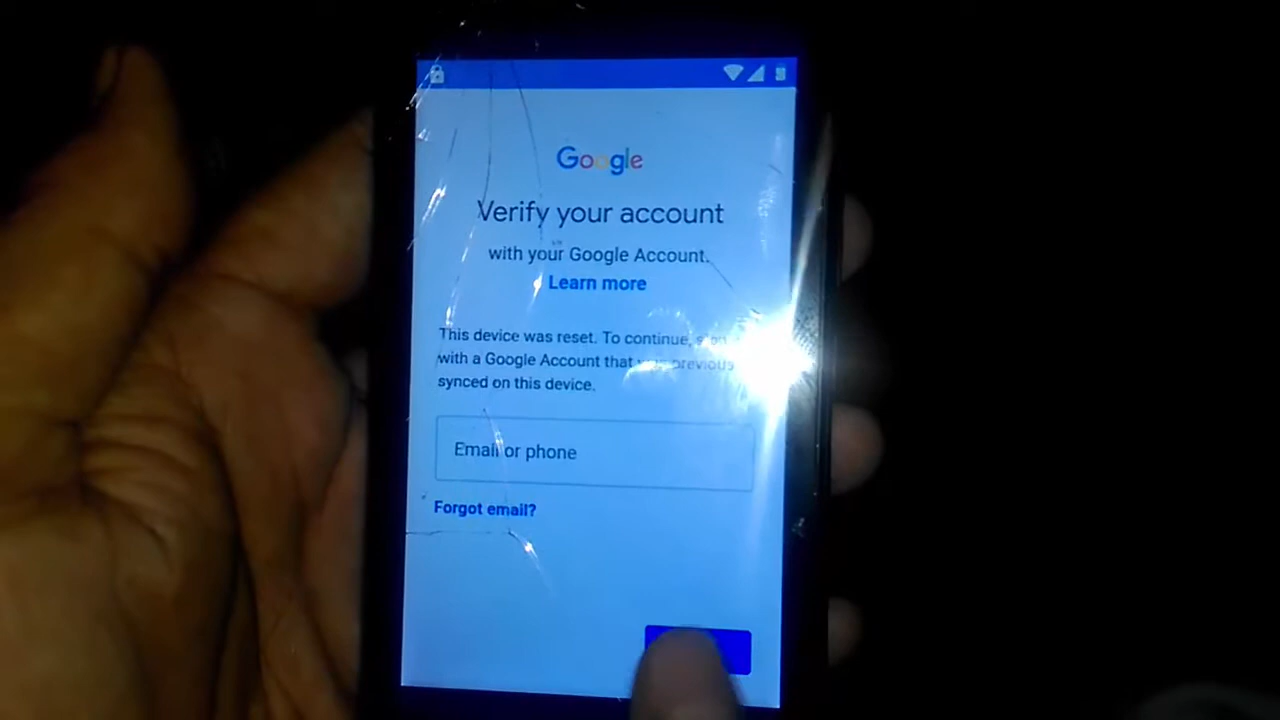 Google
Verify your account
with your Google Account.
Learn more
This device was reset. To continue,
with a Google Account that
synced on this device.
Email or phone
Forgot email?